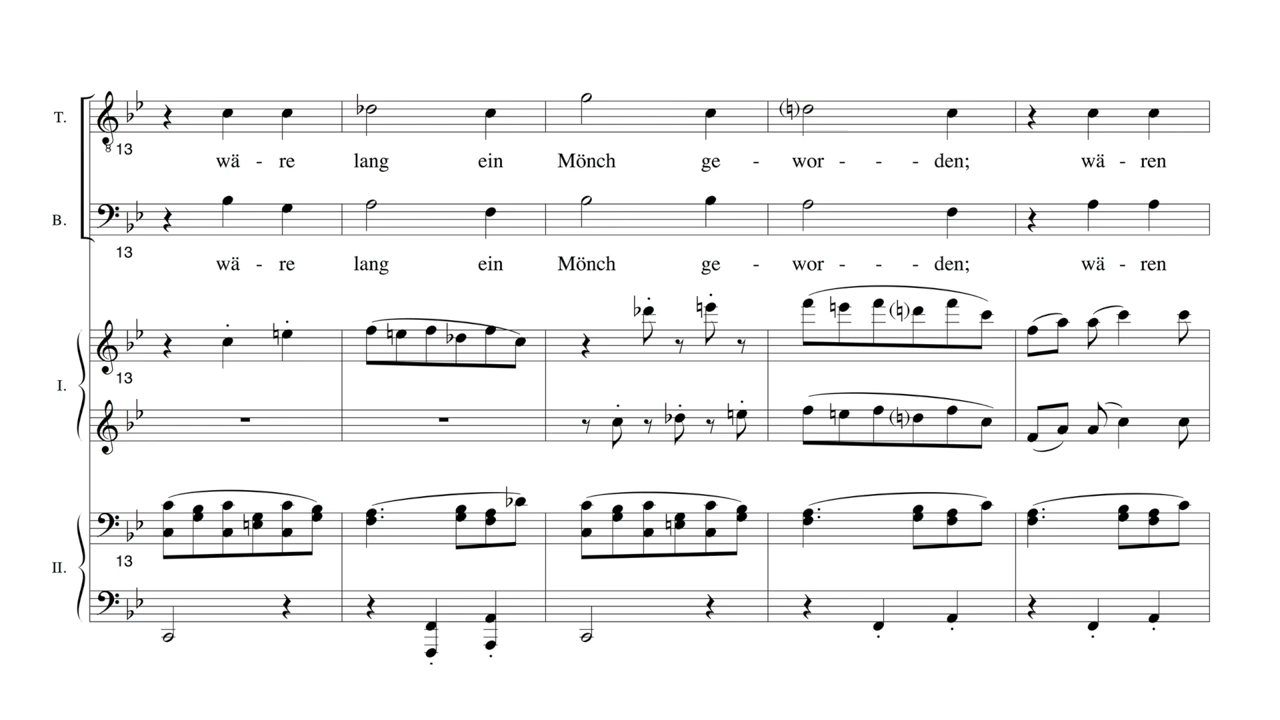 T.
13
wä - re lang ein Mönch ge - wor - - - den; wä - ren
B.
13
wä - re lang ein Mönch ge - wor - - - den; wä - ren
I.
13
II.
13